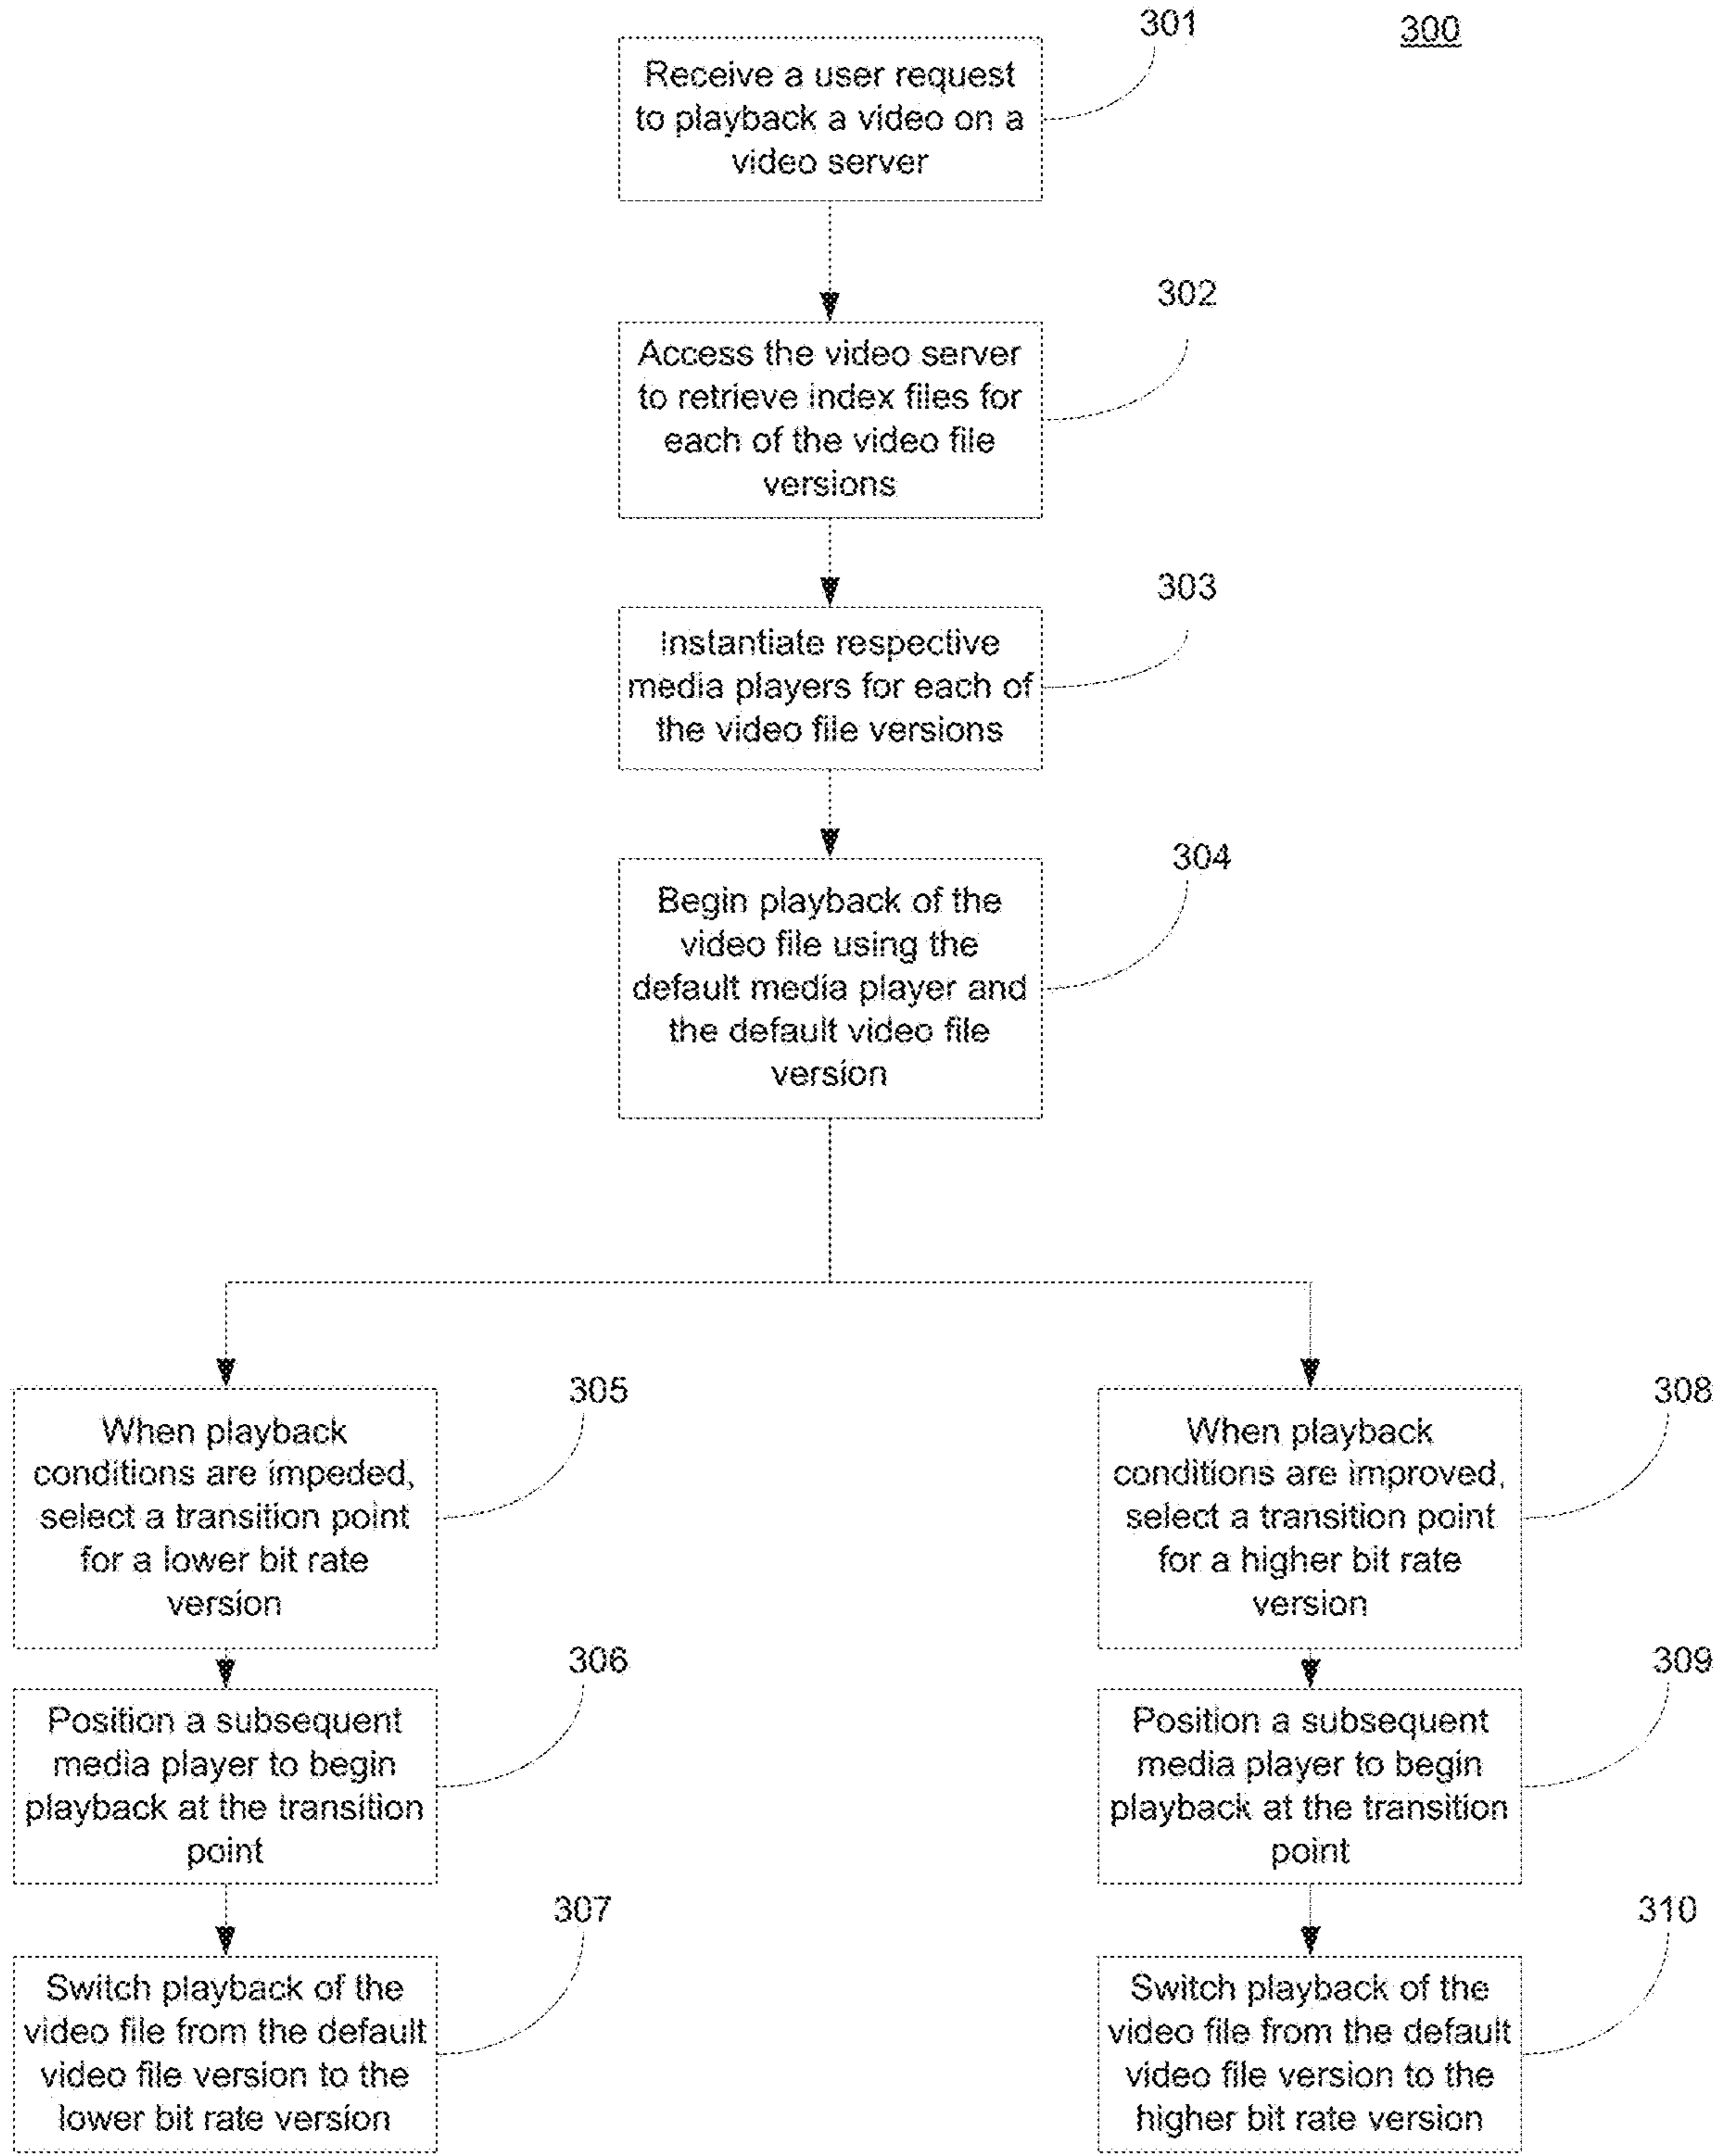 300
301
Receive a user request
to playback a video on a
video server
302
Access the video server
to retrieve index files for
each of the video file
versions
303
Instantiate respective
media players for each of
the video file versions
304
Begin playback of the
video file using the
default media player and
the default video file
version
305
When playback
conditions are impeded,
select a transition point
for a lower bit rate
version
306
Position a subsequent
media player to begin
playback at the transition
point
307
Switch playback of the
video file from the default
video file version to the
lower bit rate version
308
When playback
conditions are improved,
select a transition point
for a higher bit rate
version
309
Position a subsequent
media player to begin
playback at the transition
point
310
Switch playback of the
video file from the default
video file version to the
higher bit rate version